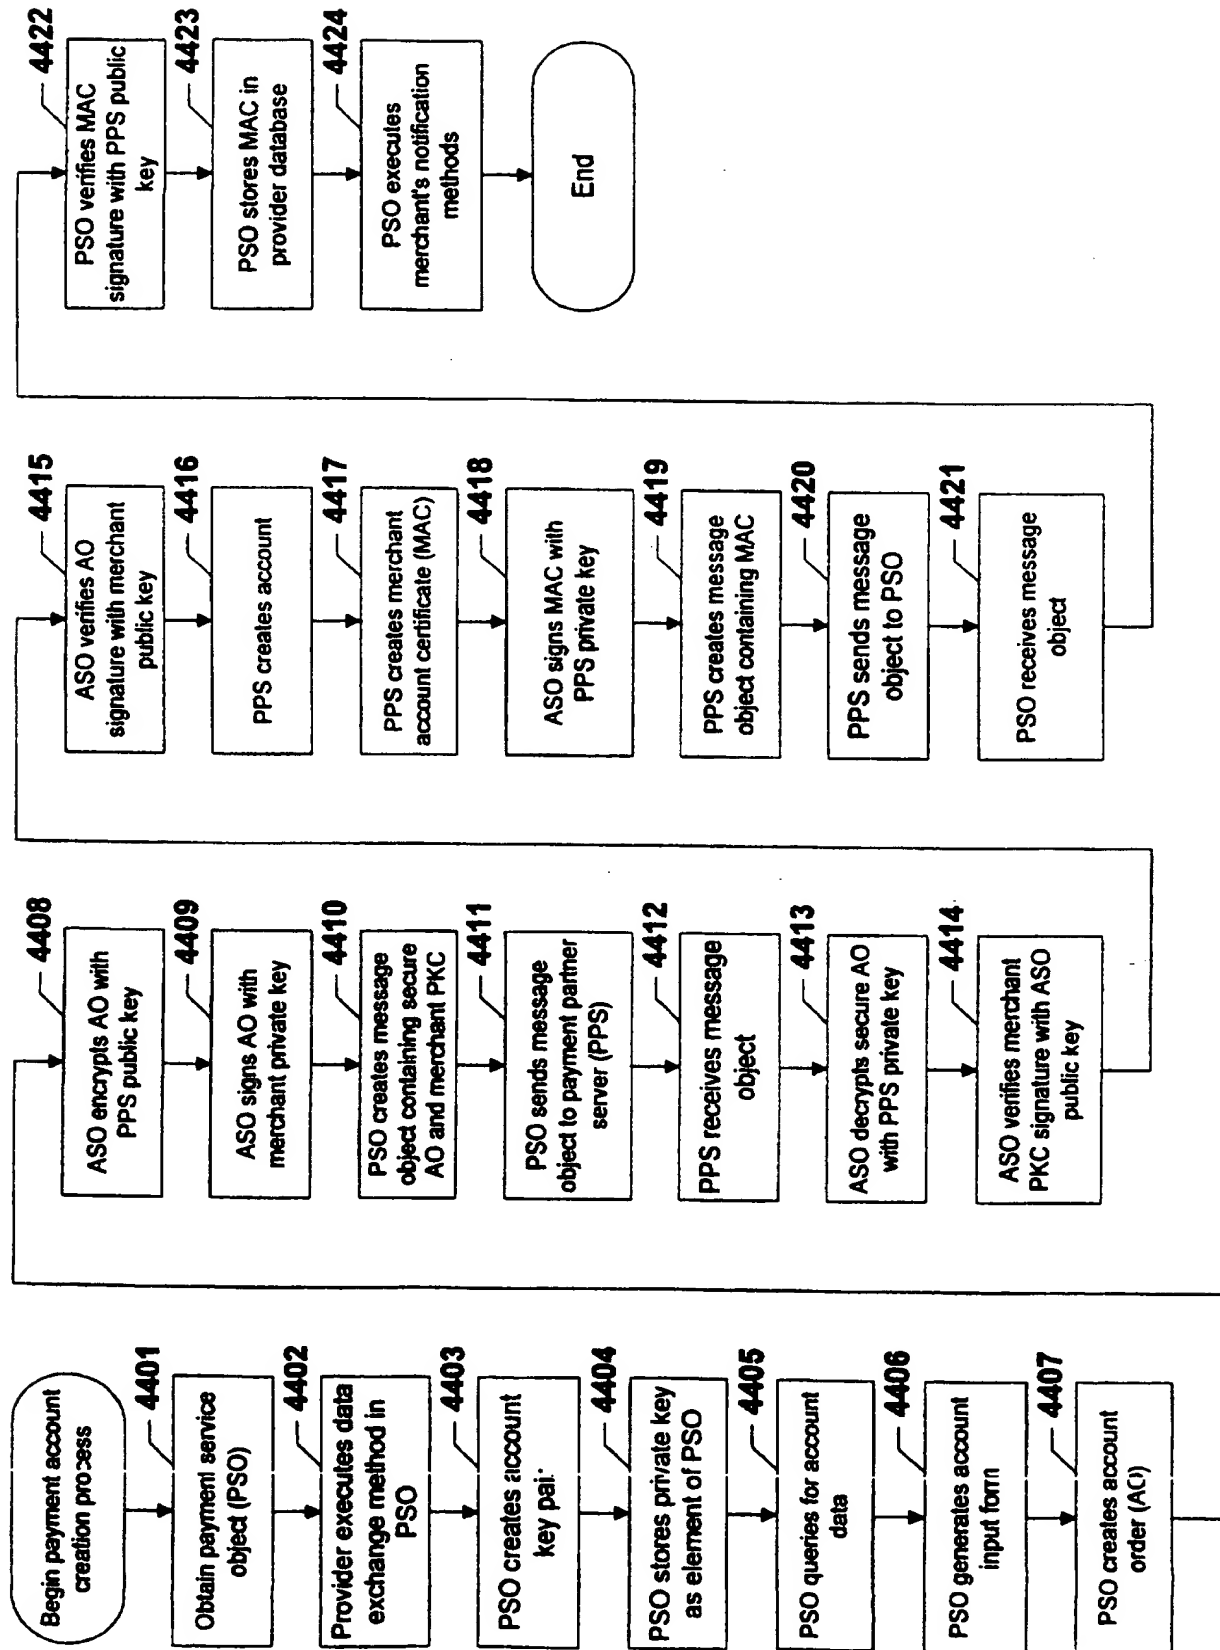 Begin payment account
creation process
4401
Obtain payment service
object (PSO)
4402
Provider executes data
exchange method in
PSO
4403
PSO creates account
key pair
4404
PSO stores private key
as element of PSO
4405
PSO queries for account
data
4406
PSO generates account
input form
4407
PSO creates account
order (AO)
4408
ASO encrypts AO with
PPS public key
4409
ASO signs AO with
merchant private key
4410
PSO creates message
object containing secure
AO and merchant PKC
4411
PSO sends message
object to payment partner
server (PPS)
4412
PPS receives message
object
4413
ASO decrypts secure AO
with PPS private key
4414
ASO verifies merchant
PKC signature with ASO
public key
4415
ASO verifies AO
signature with merchant
public key
4416
PPS creates account
4417
PPS creates merchant
account certificate (MAC)
4418
ASO signs MAC with
PPS private key
4419
PPS creates message
object containing MAC
4420
PPS sends message
object to PSO
4421
PSO receives message
object
4422
PSO verifies MAC
signature with PPS public
key
4423
PSO stores MAC in
provider database
4424
PSO executes
merchant's notification
methods
End